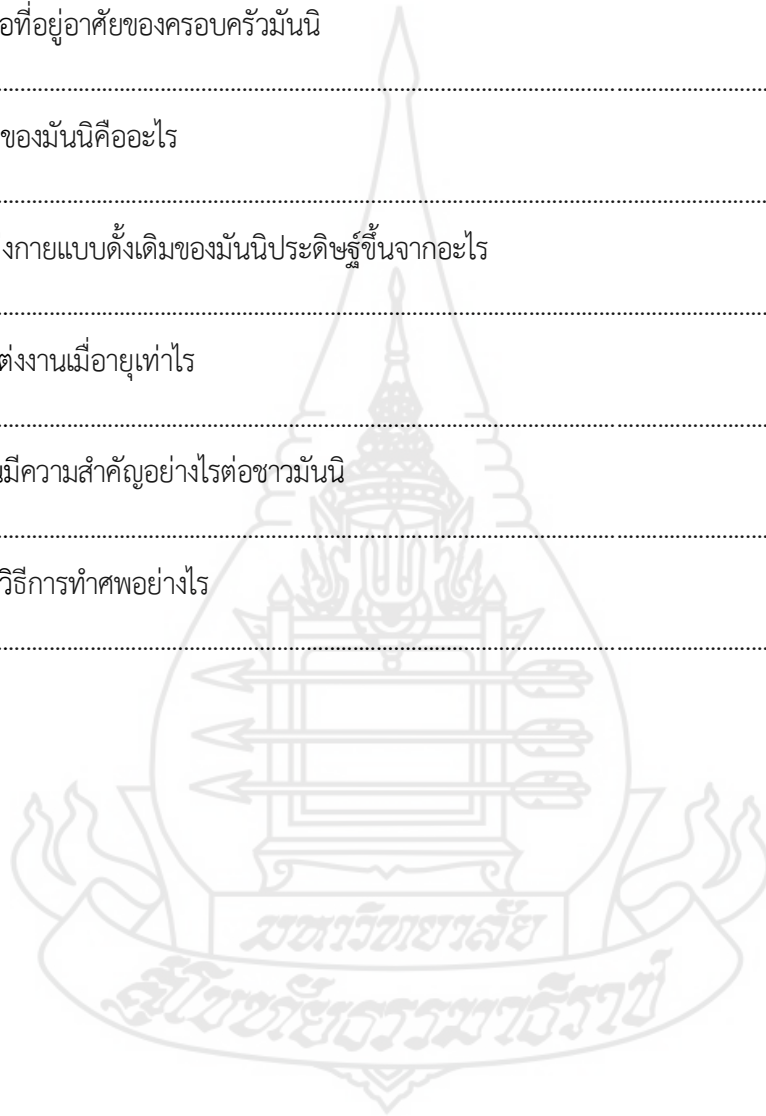 อที่อยู่อาศัยของครอบครัวมันนิ
................................................................................................................................
ของมันนิคืออะไร
................................................................................................................................
งกายแบบดั้งเดิมของมันนิประดิษฐ์ขึ้นจากอะไร
................................................................................................................................
ต่งงานเมื่ออายุเท่าไร
................................................................................................................................
มีความสำคัญอย่างไรต่อชาวมันนิ
................................................................................................................................
วิธีการทำศพอย่างไร
................................................................................................................................
มหาวิทยาลัย
สุโขทัยธรรมาธิราช